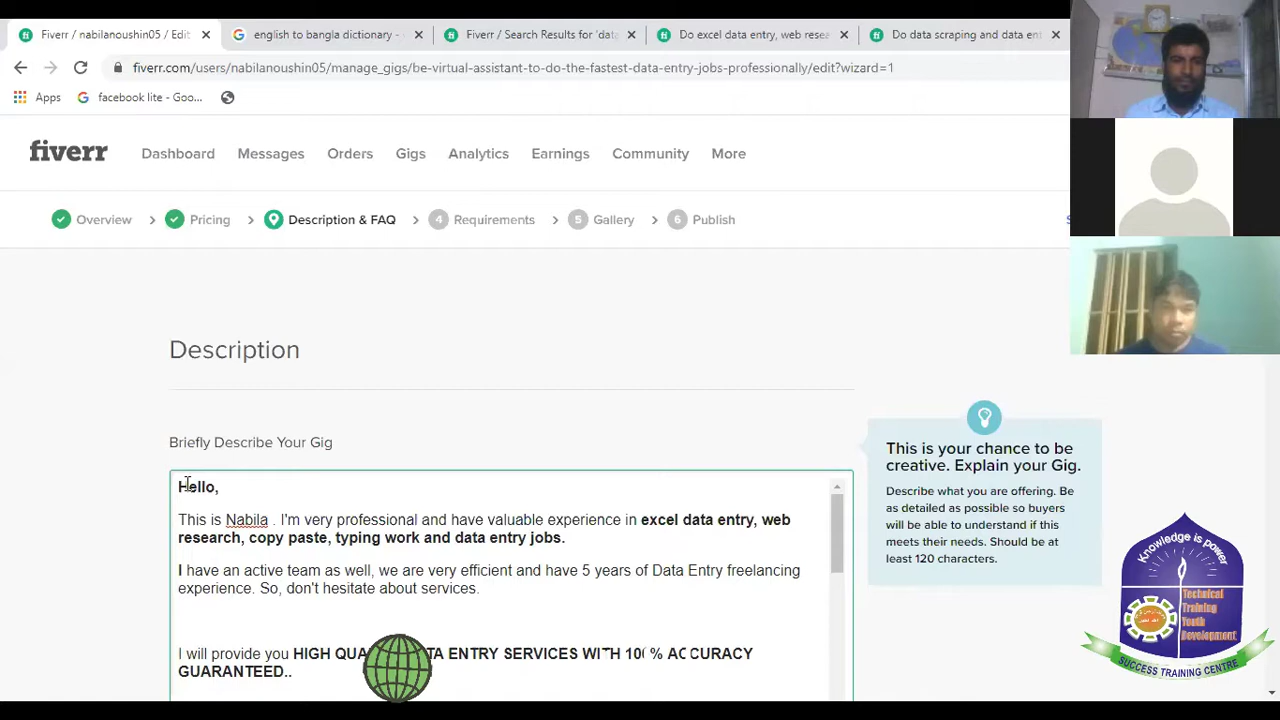 Fiverr / nabilanoushin05 / Edit
english to bangla dictionary -
Fiverr / Search Results for 'data
Do excel data entry, web resea
Do data scraping and data ent
fiverr.com/users/nabilanoushin05/manage_gigs/be-virtual-assistant-to-do-the-fastest-data-entry-jobs-professionally/edit?wizard=1
Apps
facebook lite - Goo...
fiverr
Dashboard
Messages
Orders
Gigs
Analytics
Earnings
Community
More
Overview
Pricing
Description & FAQ
4 Requirements
5 Gallery
6 Publish
Description
Briefly Describe Your Gig
Hello,
This is Nabila . I'm very professional and have valuable experience in excel data entry, web
research, copy paste, typing work and data entry jobs.
I have an active team as well, we are very efficient and have 5 years of Data Entry freelancing
experience. So, don't hesitate about services.
I will provide you HIGH ENTRY SERVICES WITH 100% ACCURACY
GUARANTEED..
This is your chance to be
creative. Explain your Gig.
Describe what you are offering. Be
as detailed as possible so buyers
will be able to understand if this
meets their needs. Should be at
least 120 characters.
Knowledge is power
Technical
Training
Youth
Development
SUCCESS TRAINING CENTRE